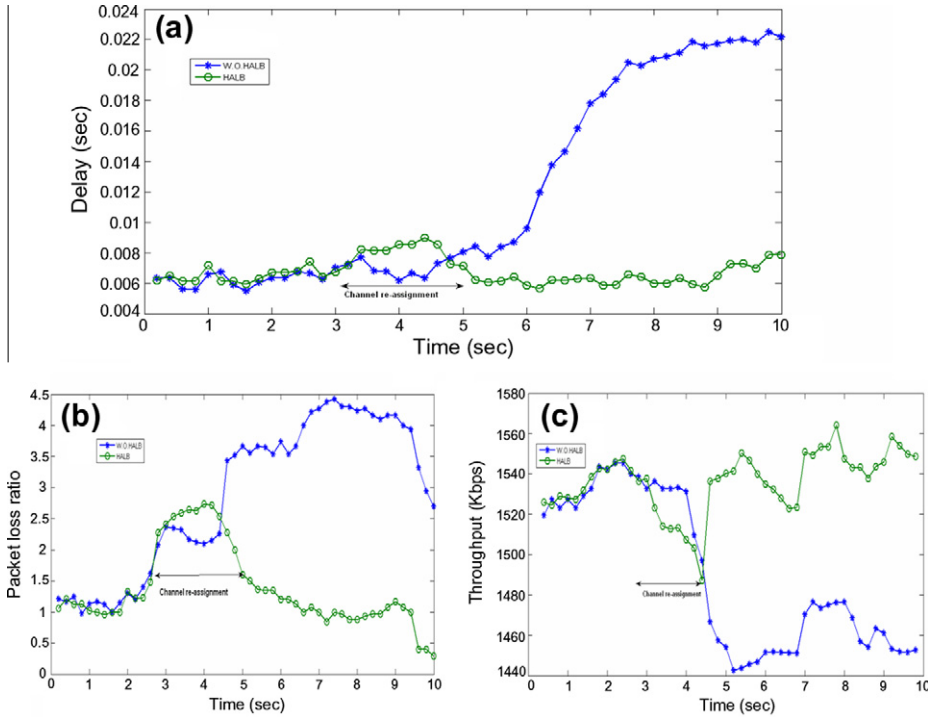 (a)
0.022
0.02
0.018
0.016
0.014
0.012
0.01
0.008
0.006
0.004
Delay (sec)
W.O.HALB
HALB
Channel re-assignment
0 1 2 3 4 5 6 7 8 9 10
Time (sec)
(b)
4.5
4
3.5
3
2.5
2
1.5
1
0.5
0
Packet loss ratio
W.O.HALB
HALB
Channel re-assignment
0 1 2 3 4 5 6 7 8 9 10
Time (sec)
(c)
1580
1560
1540
1520
1500
1480
1460
1440
Throughput (Kbps)
W.O.HALB
HALB
Channel re-assignment
0 1 2 3 4 5 6 7 8 9 10
Time (sec)